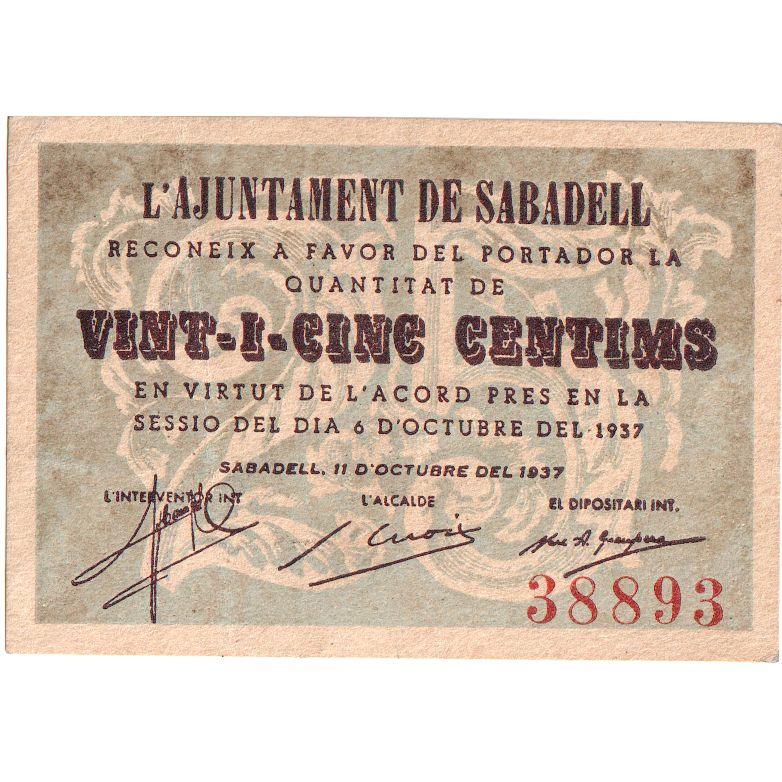 L'AJUNTAMENT DE SABADELL
RECONEIX A FAVOR DEL PORTADOR LA
QUANTITAT DE
VINT-I-CINC CENTIMS
EN VIRTUT DE L'ACORD PRES EN LA
SESSIO DEL DIA 6 D'OCTUBRE DEL 1937
SABADELL, 11 D'OCTUBRE DEL 1937
L'INTERVENTOR INT L'ALCALDE EL DIPOSITARI INT.
38893